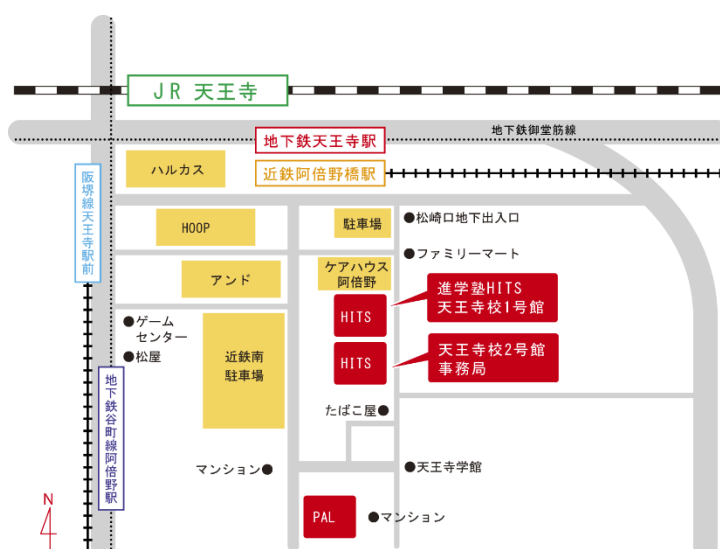 JR 天王寺
地下鉄御堂筋線
地下鉄天王寺駅
近鉄阿倍野橋駅
ハルカス
阪堺線天王寺駅前
HOOP
駐車場
●松崎口地下出入口
●ファミリーマート
アンド
ケアハウス
阿倍野
進学塾HITS
天王寺校1号館
HITS
●ゲーム
センター
●松屋
近鉄南
駐車場
HITS
天王寺校2号館
事務局
地下鉄谷町線阿倍野駅
たばこ屋●
マンション●
●天王寺学館
N
PAL
●マンション